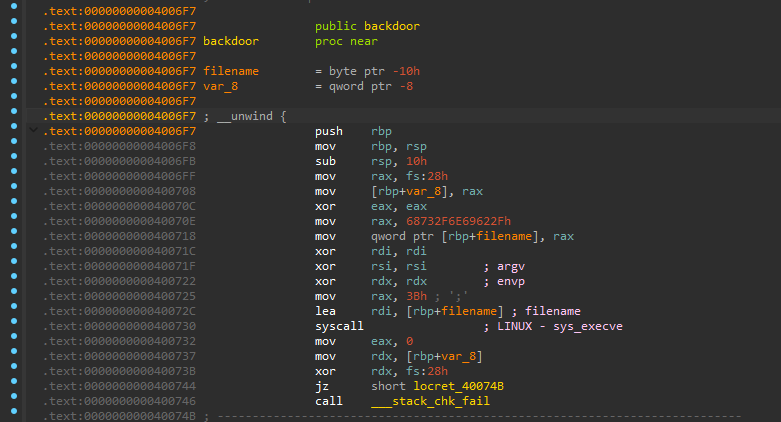 .text:00000000004006F7
.text:00000000004006F7 public backdoor
.text:00000000004006F7 backdoor proc near
.text:00000000004006F7
.text:00000000004006F7 filename = byte ptr -10h
.text:00000000004006F7 var_8 = qword ptr -8
.text:00000000004006F7
.text:00000000004006F7 ; __unwind {
.text:00000000004006F7 push rbp
.text:00000000004006F8 mov rbp, rsp
.text:00000000004006FB sub rsp, 10h
.text:00000000004006FF mov rax, fs:28h
.text:0000000000400708 mov [rbp+var_8], rax
.text:000000000040070C xor eax, eax
.text:000000000040070E mov rax, 68732F6E69622Fh
.text:0000000000400718 mov qword ptr [rbp+filename], rax
.text:000000000040071C xor rdi, rdi
.text:000000000040071F xor rsi, rsi ; argv
.text:0000000000400722 xor rdx, rdx ; envp
.text:0000000000400725 mov rax, 3Bh ; ';'
.text:000000000040072C lea rdi, [rbp+filename] ; filename
.text:0000000000400730 syscall ; LINUX - sys_execve
.text:0000000000400732 mov eax, 0
.text:0000000000400737 mov rdx, [rbp+var_8]
.text:000000000040073B xor rdx, fs:28h
.text:0000000000400744 jz short locret_40074B
.text:0000000000400746 call ___stack_chk_fail
.text:000000000040074B ; ---------------------------------------------------------------------------